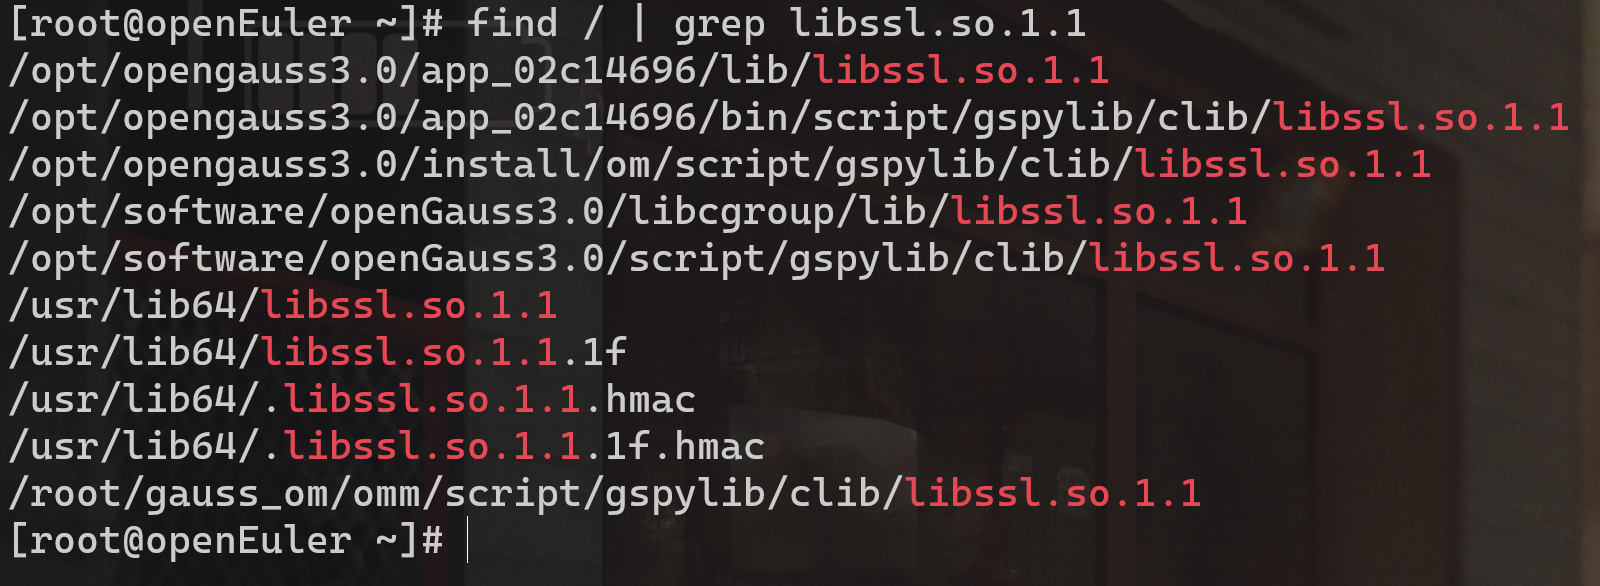 [root@openEuler ~]# find / | grep libssl.so.1.1
/opt/opengauss3.0/app_02c14696/lib/libssl.so.1.1
/opt/opengauss3.0/app_02c14696/bin/script/gspylib/clib/libssl.so.1.1
/opt/opengauss3.0/install/om/script/gspylib/clib/libssl.so.1.1
/opt/software/openGauss3.0/libcgroup/lib/libssl.so.1.1
/opt/software/openGauss3.0/script/gspylib/clib/libssl.so.1.1
/usr/lib64/libssl.so.1.1
/usr/lib64/libssl.so.1.1.1f
/usr/lib64/.libssl.so.1.1.hmac
/usr/lib64/.libssl.so.1.1.1f.hmac
/root/gauss_om/omm/script/gspylib/clib/libssl.so.1.1
[root@openEuler ~]#